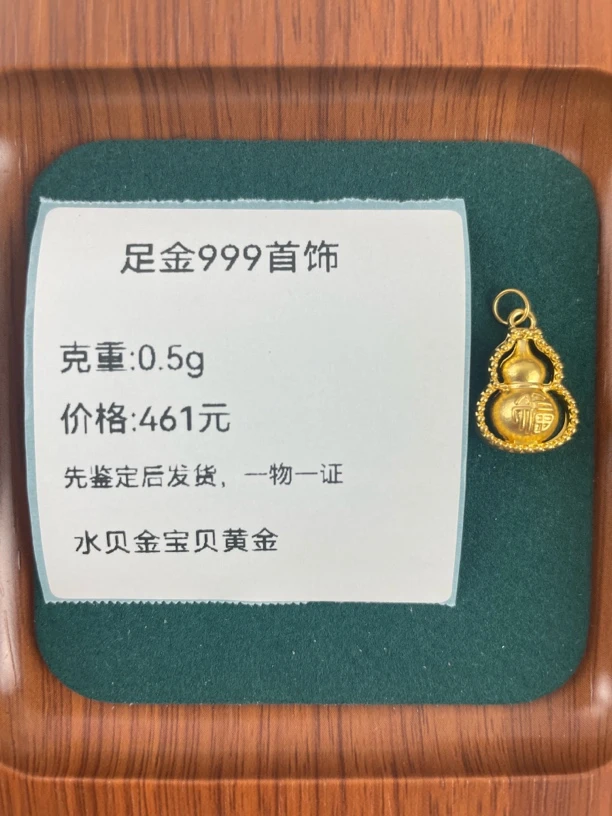 足金999首饰
克重:0.5g
价格:461元
先鉴定后发货，一物一证
水贝金宝贝黄金
福